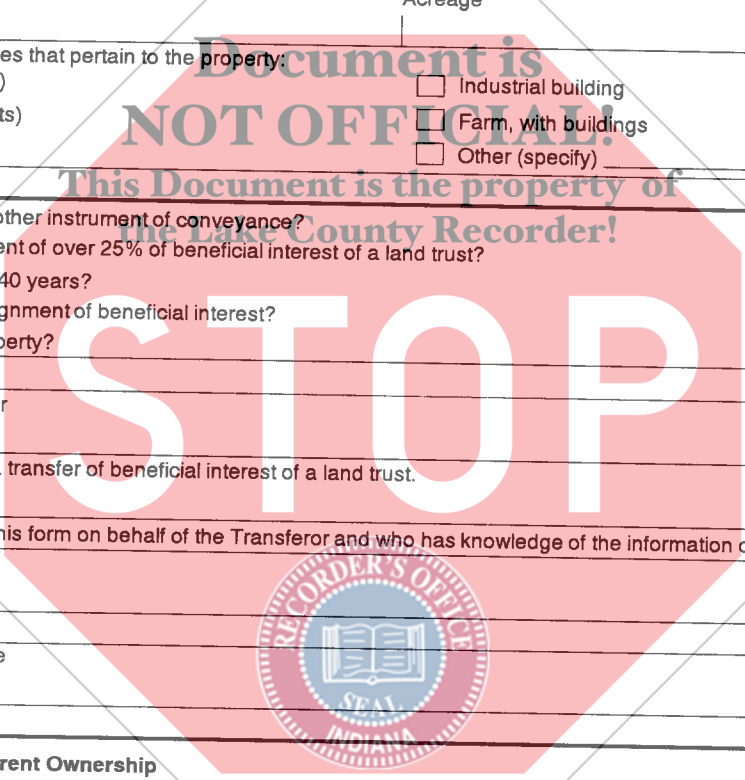 Acreage
es that pertain to the property:
Document is
)
Industrial building
ts)
NOT OFFICIAL!
Farm, with buildings
Other (specify)
This Document is the property of
other instrument of conveyance?
the Lake County Recorder!
ent of over 25% of beneficial interest of a land trust?
40 years?
gnment of beneficial interest?
perty?
STOP
r
transfer of beneficial interest of a land trust.
his form on behalf of the Transferor and who has knowledge of the information
RECORDER'S OFFICE
SEAL
INDIANA
e
rent Ownership